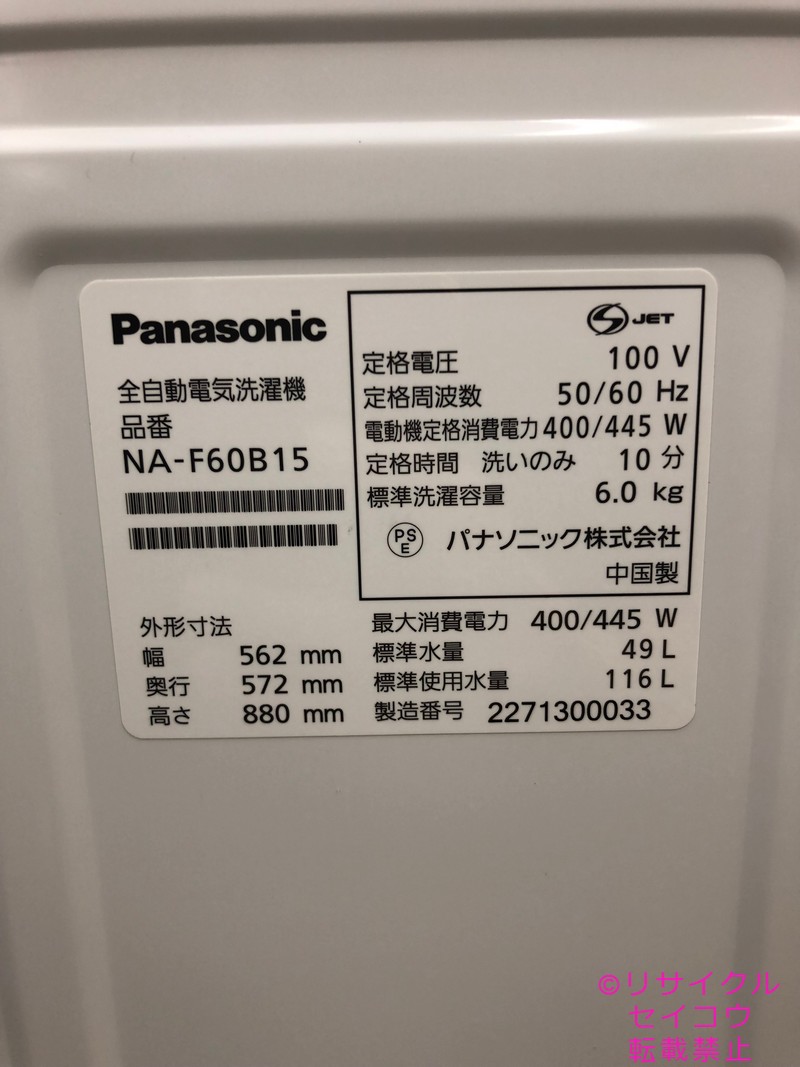 Panasonic
全自動電気洗濯機
品番
NA-F60B15
JET
定格電圧 100 V
定格周波数 50/60 Hz
電動機定格消費電力 400/445 W
定格時間 洗いのみ 10 分
標準洗濯容量 6.0 kg
PS
E
パナソニック株式会社
中国製
外形寸法
幅 562 mm
奥行 572 mm
高さ 880 mm
最大消費電力 400/445 W
標準水量 49 L
標準使用水量 116 L
製造番号 2271300033
©リサイクル
セイコウ
転載禁止